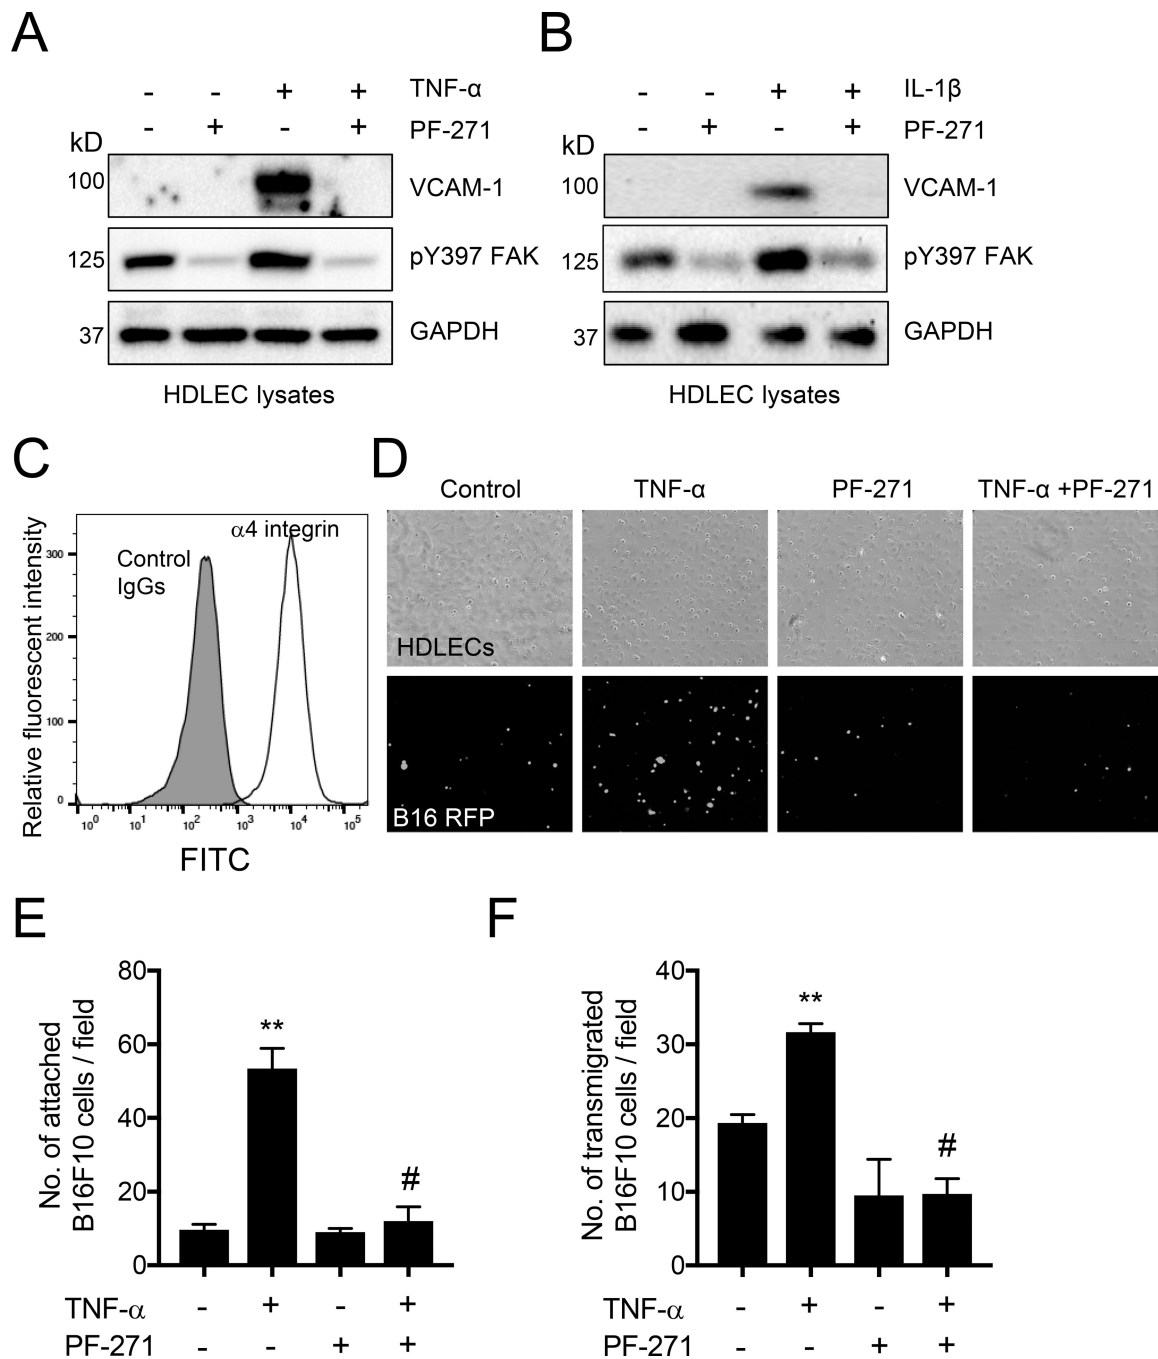 A
- - + + TNF-α
- + - + PF-271
kD
100 VCAM-1
125 pY397 FAK
37 GAPDH
HDLEC lysates
B
- - + + IL-1β
- + - + PF-271
kD
100 VCAM-1
125 pY397 FAK
37 GAPDH
HDLEC lysates
C
Relative fluorescent intensity
300
200
100
0
Control
IgGs
α4 integrin
10⁰ 10¹ 10² 10³ 10⁴ 10⁵
FITC
D
Control TNF-α PF-271 TNF-α +PF-271
HDLECs
B16 RFP
E
No. of attached
B16F10 cells / field
80
60
40
20
0
**
#
TNF-α - + - +
PF-271 - - + +
F
No. of transmigrated
B16F10 cells / field
40
30
20
10
0
**
#
TNF-α - + - +
PF-271 - - + +